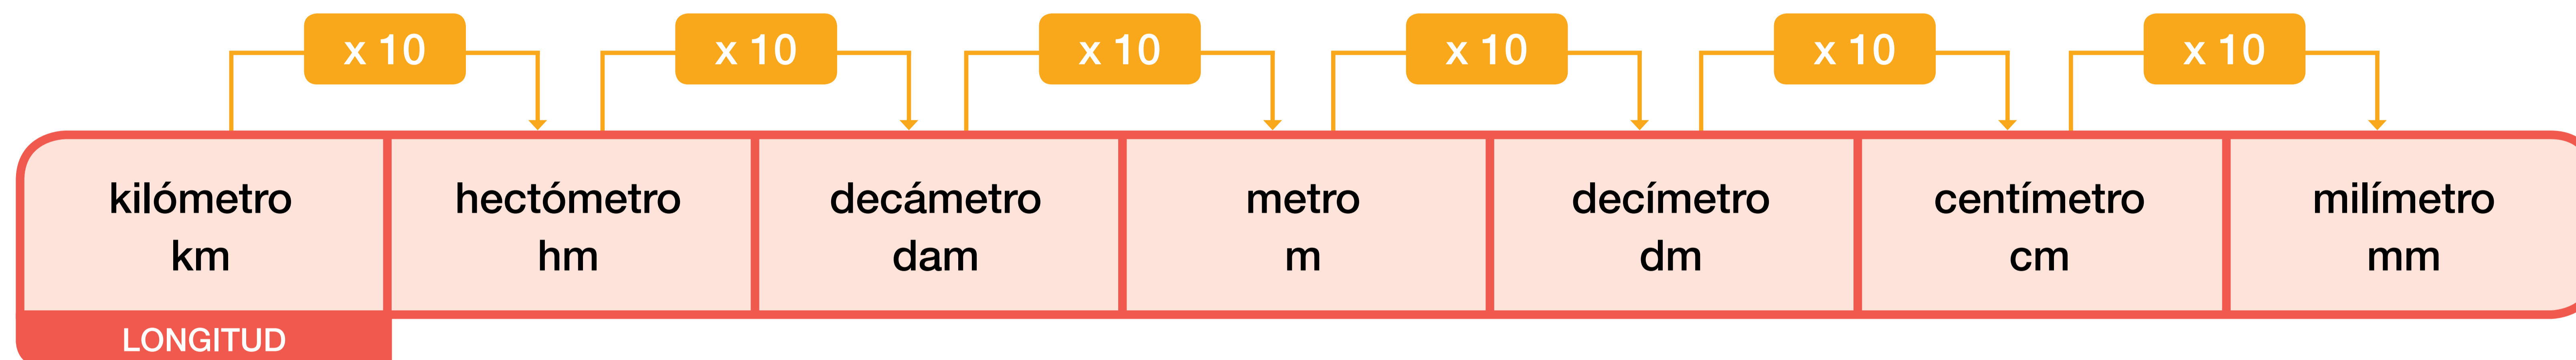 x 10 x 10 x 10 x 10 x 10 x 10
kilómetro hectómetro decámetro metro decímetro centímetro milímetro
km hm dam m dm cm mm
LONGITUD